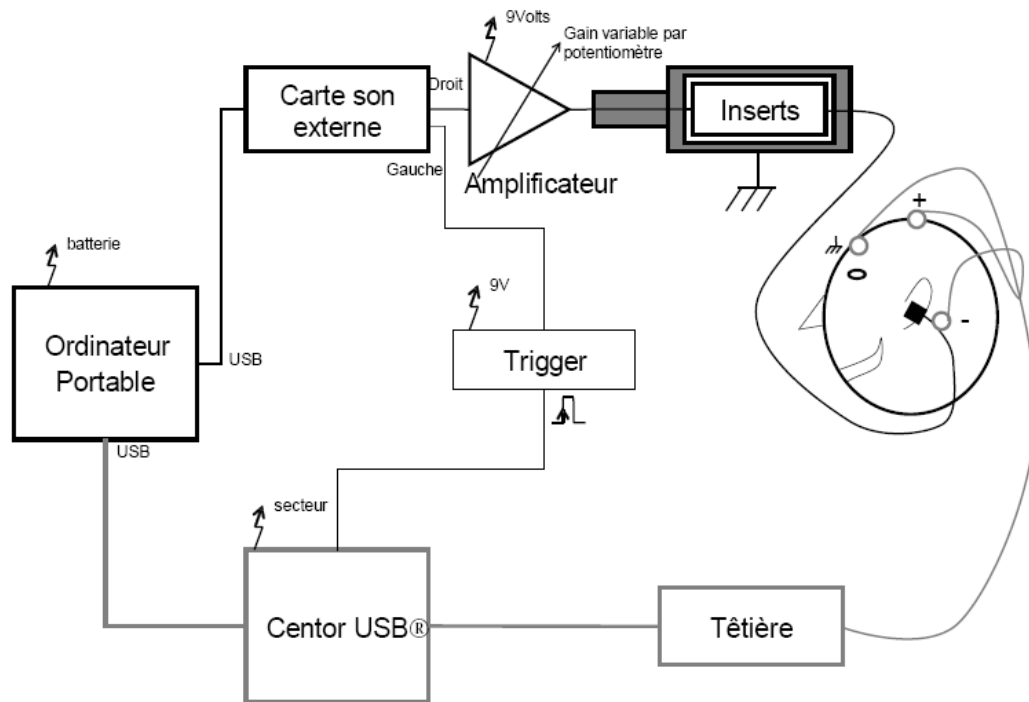 9Volts
Gain variable par
potentiomètre
Carte son
externe
Droit
Gauche
Amplificateur
Inserts
+
-
batterie
Ordinateur
Portable
USB
USB
9V
Trigger
secteur
Centor USB®
Têtière